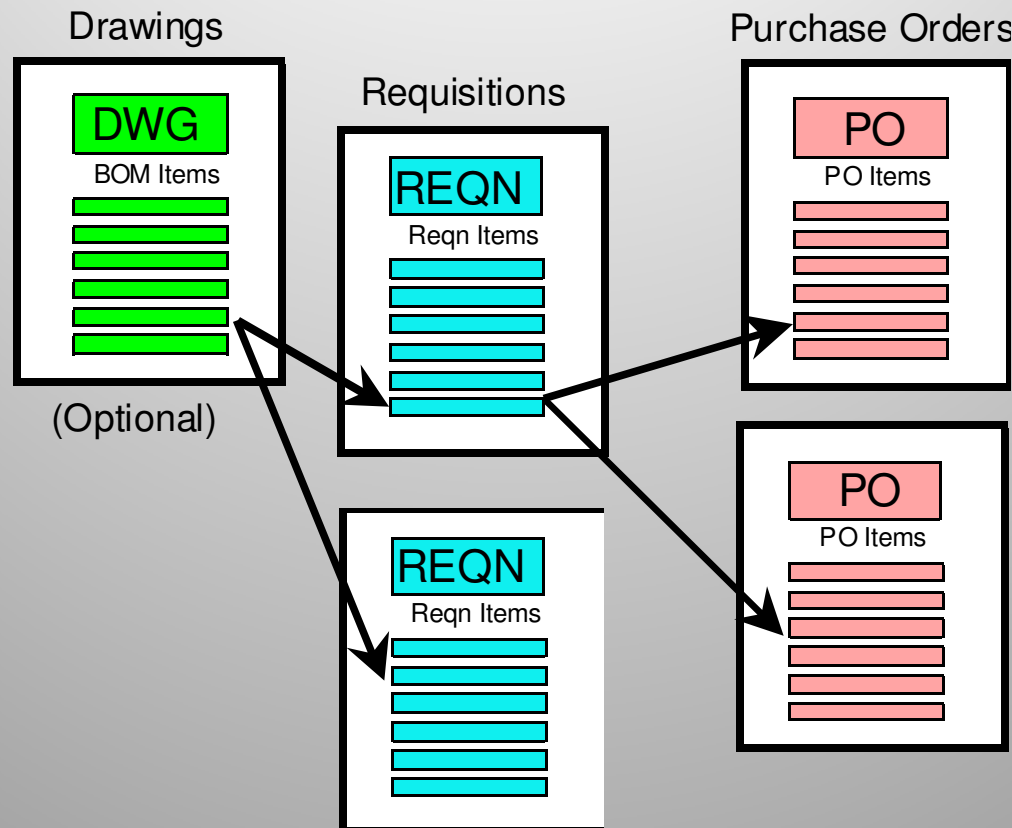 Drawings
DWG
BOM Items
(Optional)
Requisitions
REQN
Reqn Items
REQN
Reqn Items
Purchase Orders
PO
PO Items
PO
PO Items